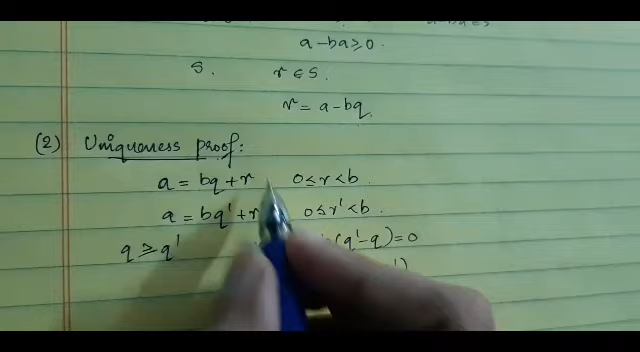 a - ba ≥ 0.
S. r ∈ S.
r = a - bq.
(2) Uniqueness proof:
a = bq + r 0 ≤ r < b.
a = bq' + r 0 ≤ r' < b.
q ≥ q' (q' - q) = 0